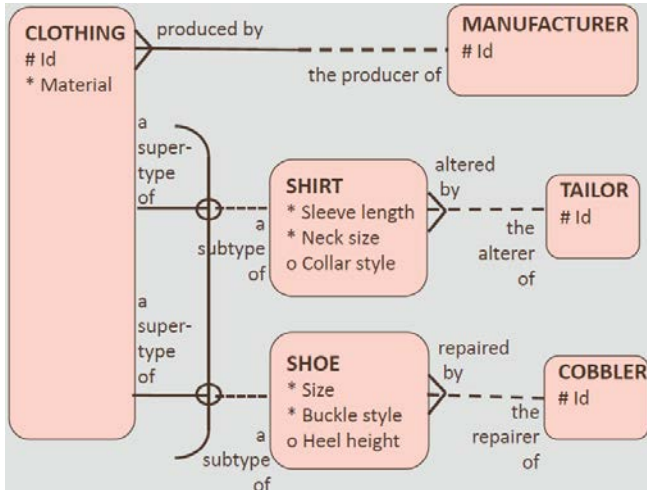 CLOTHING
# Id
* Material
produced by
the producer of
MANUFACTURER
# Id
a
super-
type
of
SHIRT
* Sleeve length
* Neck size
o Collar style
a
subtype
of
altered
by
the
alterer
of
TAILOR
# Id
a
super-
type
of
SHOE
* Size
* Buckle style
o Heel height
a
subtype
of
repaired
by
the
repairer
of
COBBLER
# Id